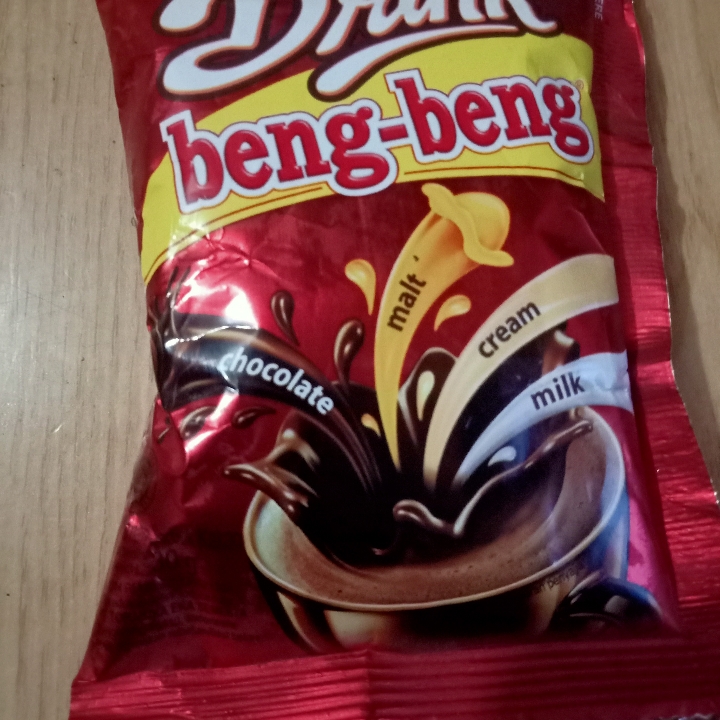 Drink
beng-beng®
malt
cream
chocolate
milk